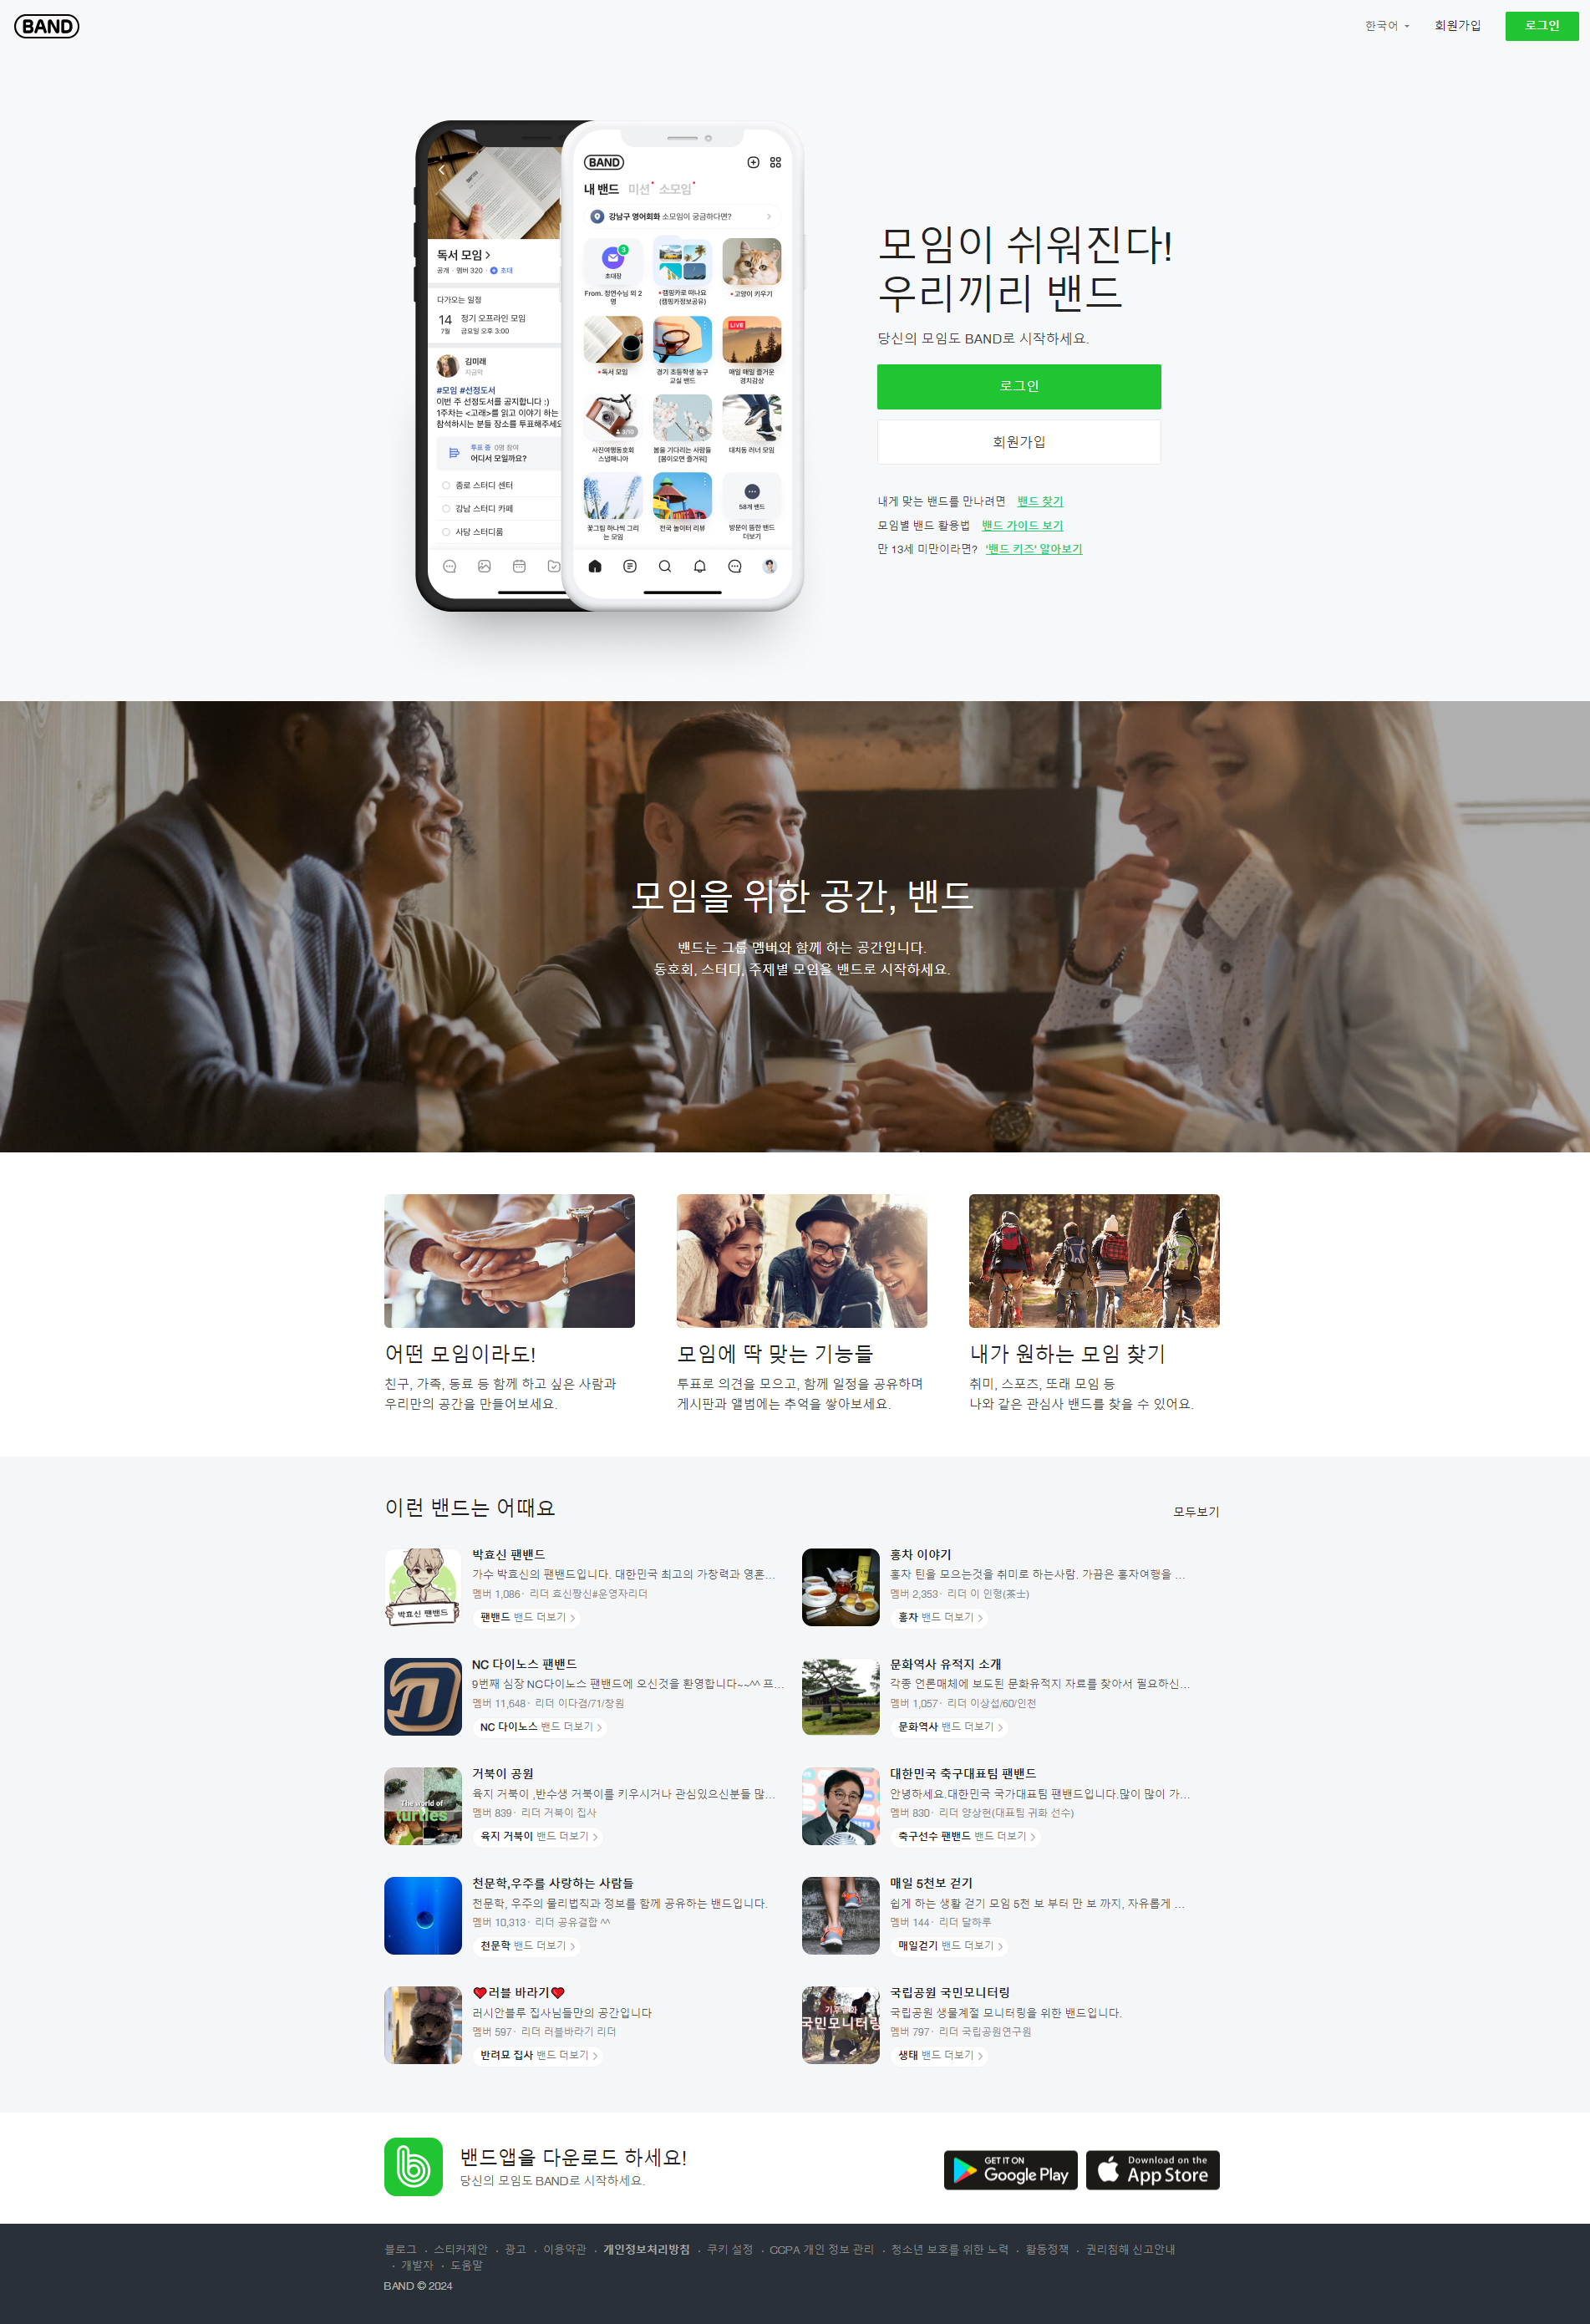 BAND
한국어
회원가입
로그인
독서 모임
공개 · 멤버 320 · 초대
다가오는 일정
14
7월
정기 오프라인 모임
금요일 오후 3:00
김미래
지금막
#모임 #선정도서
이번 주 선정도서를 공지합니다 :)
1주차는 <고래>를 읽고 이야기 하는
참석하시는 분들 장소를 투표해주세요
투표 중 0명 참여
어디서 모일까요?
종로 스터디 센터
강남 스터디 카페
사당 스터디룸
BAND
내 밴드 미션 소모임
강남구 영어회화 소모임이 궁금하다면?
3
초대장
From. 정연수님 외 2
명
캠핑카로 떠나요
(캠핑카정보공유)
고양이 키우기
LIVE
독서 모임
경기 초등학생 농구
교실 밴드
매일 매일 즐거운
경치감상
3/10
사진여행동호회
스냅매니아
봄을 기다리는 사람들
[봄이오면 즐거워]
대치동 러너 모임
58개 밴드
꽃그림 하나씩 그리
는 모임
전국 놀이터 리뷰
방문이 뜸한 밴드
더보기
모임이 쉬워진다!
우리끼리 밴드
당신의 모임도 BAND로 시작하세요.
로그인
회원가입
내게 맞는 밴드를 만나려면 밴드 찾기
모임별 밴드 활용법 밴드 가이드 보기
만 13세 미만이라면? '밴드 키즈' 알아보기
모임을 위한 공간, 밴드
밴드는 그룹 멤버와 함께 하는 공간입니다.
동호회, 스터디, 주제별 모임을 밴드로 시작하세요.
어떤 모임이라도!
친구, 가족, 동료 등 함께 하고 싶은 사람과
우리만의 공간을 만들어보세요.
모임에 딱 맞는 기능들
투표로 의견을 모으고, 함께 일정을 공유하며
게시판과 앨범에는 추억을 쌓아보세요.
내가 원하는 모임 찾기
취미, 스포츠, 또래 모임 등
나와 같은 관심사 밴드를 찾을 수 있어요.
이런 밴드는 어때요
모두보기
박효신 팬밴드
박효신 팬밴드
가수 박효신의 팬밴드입니다. 대한민국 최고의 가창력과 영혼...
멤버 1,086 · 리더 효신짱신#운영자리더
팬밴드 밴드 더보기
홍차 이야기
홍차 틴을 모으는것을 취미로 하는사람. 가끔은 홍차여행을 ...
멤버 2,353 · 리더 이 인형(茶士)
홍차 밴드 더보기
NC 다이노스 팬밴드
9번째 심장 NC다이노스 팬밴드에 오신것을 환영합니다~~^^ 프...
멤버 11,648 · 리더 이다겸/71/창원
NC 다이노스 밴드 더보기
문화역사 유적지 소개
각종 언론매체에 보도된 문화유적지 자료를 찾아서 필요하신...
멤버 1,057 · 리더 이상섭/60/인천
문화역사 밴드 더보기
The world of
turtles
거북이 공원
육지 거북이 ,반수생 거북이를 키우시거나 관심있으신분들 많...
멤버 839 · 리더 거북이 집사
육지 거북이 밴드 더보기
대한민국 축구대표팀 팬밴드
안녕하세요.대한민국 국가대표팀 팬밴드입니다.많이 많이 가...
멤버 830 · 리더 양상현(대표팀 귀화 선수)
축구선수 팬밴드 밴드 더보기
천문학,우주를 사랑하는 사람들
천문학, 우주의 물리법칙과 정보를 함께 공유하는 밴드입니다.
멤버 10,313 · 리더 공유결합 ^^
천문학 밴드 더보기
매일 5천보 걷기
쉽게 하는 생활 걷기 모임 5천 보 부터 만 보 까지, 자유롭게 ...
멤버 144 · 리더 달하루
매일걷기 밴드 더보기
❤러블 바라기❤
러시안블루 집사님들만의 공간입니다
멤버 597 · 리더 러블바라기 리더
반려묘 집사 밴드 더보기
국민모니터링
국립공원 국민모니터링
국립공원 생물계절 모니터링을 위한 밴드입니다.
멤버 797 · 리더 국립공원연구원
생태 밴드 더보기
밴드앱을 다운로드 하세요!
당신의 모임도 BAND로 시작하세요.
GET IT ON
Google Play
Download on the
App Store
블로그 · 스티커제안 · 광고 · 이용약관 · 개인정보처리방침 · 쿠키 설정 · CCPA 개인 정보 관리 · 청소년 보호를 위한 노력 · 활동정책 · 권리침해 신고안내
· 개발자 · 도움말
BAND © 2024